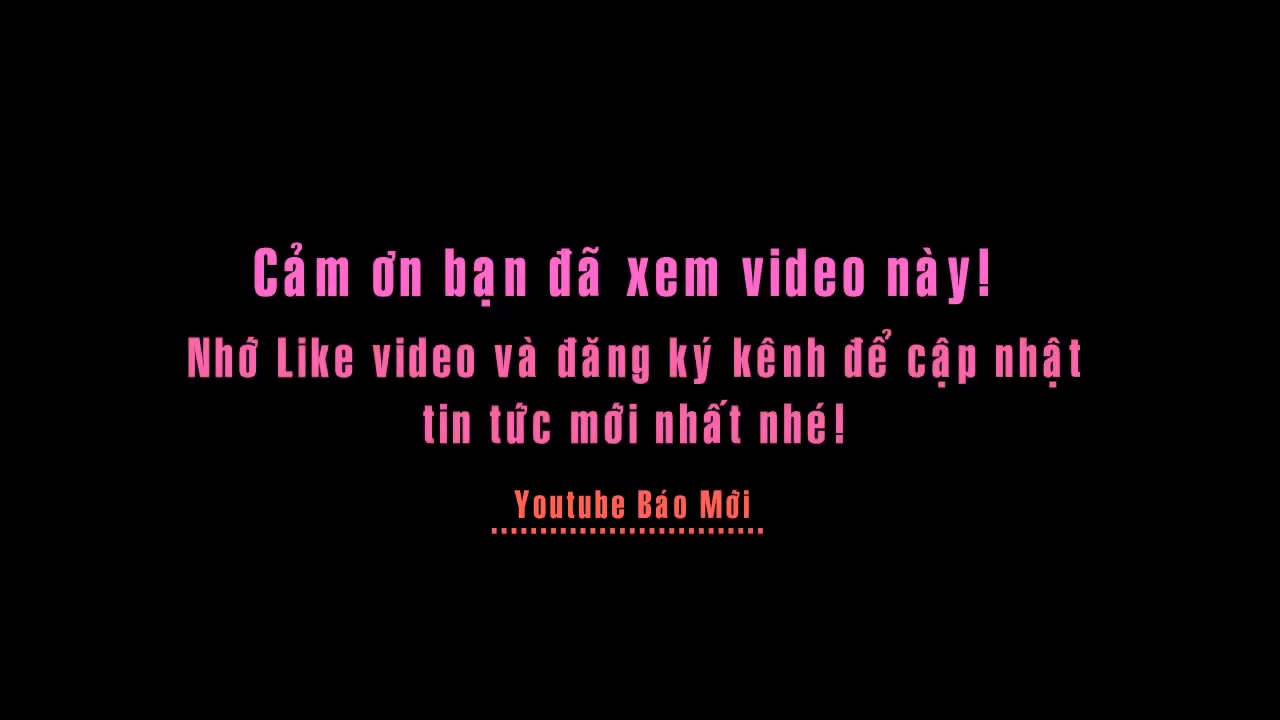 Cảm ơn bạn đã xem video này!
Nhớ Like video và đăng ký kênh để cập nhật
tin tức mới nhất nhé!
Youtube Báo Mới